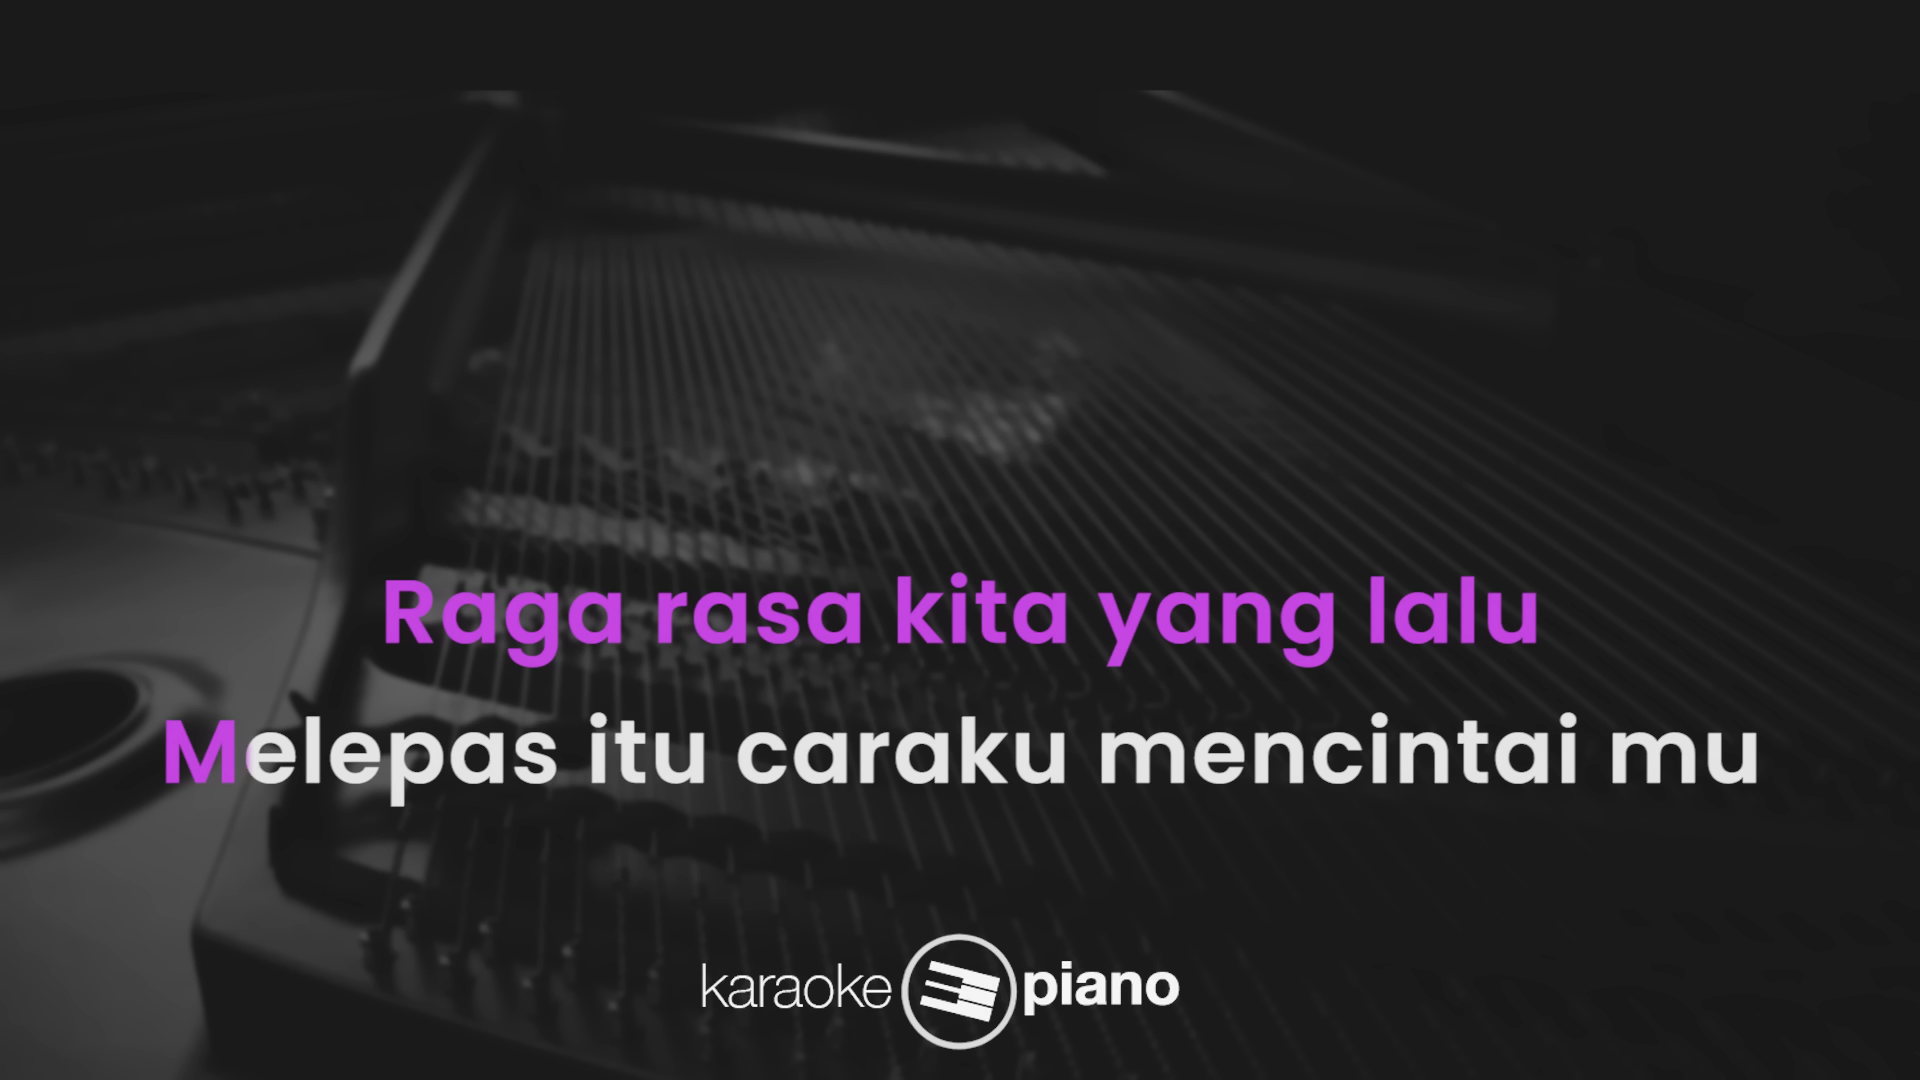 Raga rasa kita yang lalu
Melepas itu caraku mencintai mu
karaoke piano